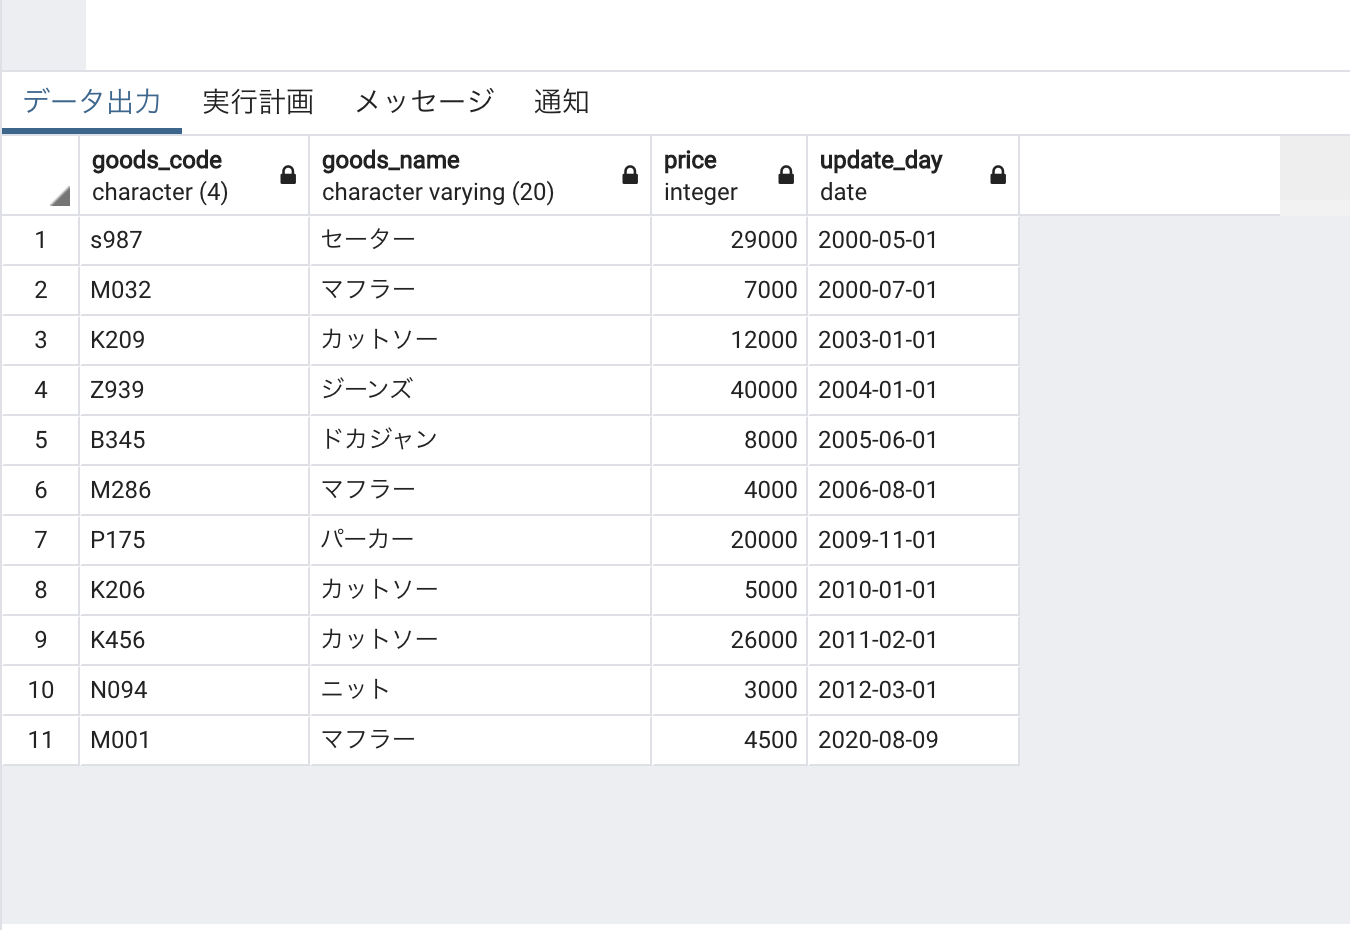 データ出力 実行計画 メッセージ 通知
goods_code goods_name price update_day
character (4) character varying (20) integer date
1 s987 セーター 29000 2000-05-01
2 M032 マフラー 7000 2000-07-01
3 K209 カットソー 12000 2003-01-01
4 Z939 ジーンズ 40000 2004-01-01
5 B345 ドカジャン 8000 2005-06-01
6 M286 マフラー 4000 2006-08-01
7 P175 パーカー 20000 2009-11-01
8 K206 カットソー 5000 2010-01-01
9 K456 カットソー 26000 2011-02-01
10 N094 ニット 3000 2012-03-01
11 M001 マフラー 4500 2020-08-09